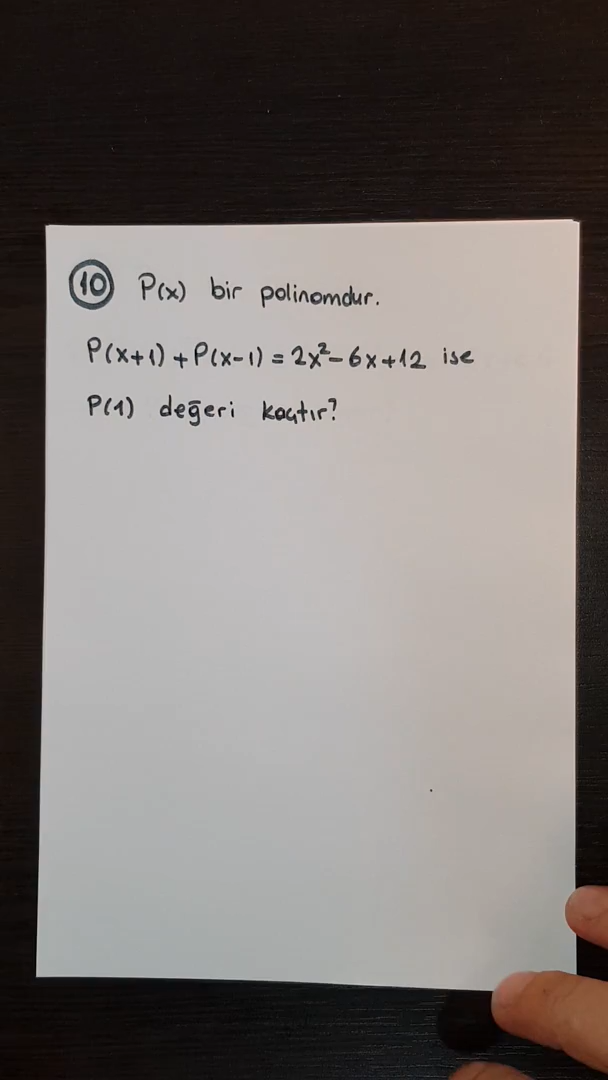 10 P(x) bir polinomdur.
P(x+1) + P(x-1) = 2x²- 6x+12 ise
P(1) değeri kaçtır?